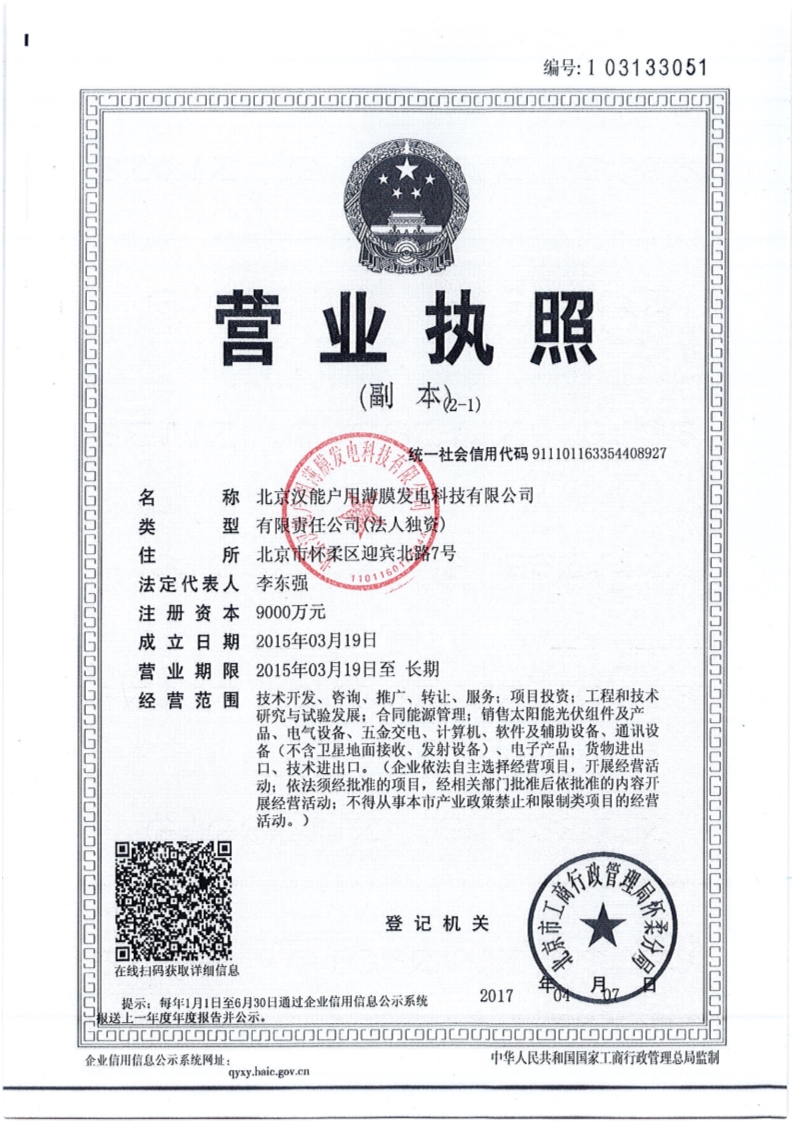 编号: 1 03133051
营业执照
(副 本)(2-1)
统一社会信用代码 911101163354408927
名 称 北京汉能户用薄膜发电科技有限公司
类 型 有限责任公司(法人独资)
住 所 北京市怀柔区迎宾北路7号
法定代表人 李东强
注册资本 9000万元
成立日期 2015年03月19日
营业期限 2015年03月19日至 长期
经营范围 技术开发、咨询、推广、转让、服务；项目投资；工程和技术
研究与试验发展；合同能源管理；销售太阳能光伏组件及产
品、电气设备、五金交电、计算机、软件及辅助设备、通讯设
备（不含卫星地面接收、发射设备）、电子产品；货物进出
口、技术进出口。（企业依法自主选择经营项目，开展经营活
动；依法须经批准的项目，经相关部门批准后依批准的内容开
展经营活动；不得从事本市产业政策禁止和限制类项目的经营
活动。）
在线扫码获取详细信息
登记机关
北京市工商行政管理局怀柔分局
2017 年 04 月 07 日
提示：每年1月1日至6月30日通过企业信用信息公示系统
报送上一年度年度报告并公示。
企业信用信息公示系统网址：
qyxy.baic.gov.cn
中华人民共和国国家工商行政管理总局监制